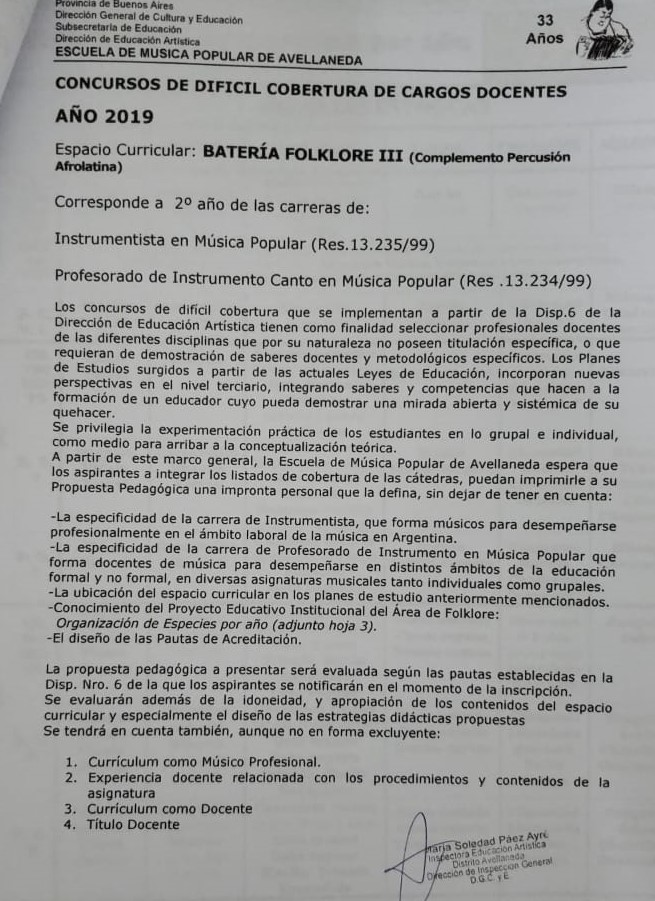 Provincia de Buenos Aires
Dirección General de Cultura y Educación
Subsecretaria de Educación
Dirección de Educación Artística
ESCUELA DE MUSICA POPULAR DE AVELLANEDA
33
Años
CONCURSOS DE DIFICIL COBERTURA DE CARGOS DOCENTES
AÑO 2019
Espacio Curricular: BATERÍA FOLKLORE III (Complemento Percusión
Afrolatina)
Corresponde a 2º año de las carreras de:
Instrumentista en Música Popular (Res.13.235/99)
Profesorado de Instrumento Canto en Música Popular (Res .13.234/99)
Los concursos de difícil cobertura que se implementan a partir de la Disp.6 de la
Dirección de Educación Artística tienen como finalidad seleccionar profesionales docentes
de las diferentes disciplinas que por su naturaleza no poseen titulación específica, o que
requieran de demostración de saberes docentes y metodológicos específicos. Los Planes
de Estudios surgidos a partir de las actuales Leyes de Educación, incorporan nuevas
perspectivas en el nivel terciario, integrando saberes y competencias que hacen a la
formación de un educador cuyo pueda demostrar una mirada abierta y sistémica de su
quehacer.
Se privilegia la experimentación práctica de los estudiantes en lo grupal e individual,
como medio para arribar a la conceptualización teórica.
A partir de este marco general, la Escuela de Música Popular de Avellaneda espera que
los aspirantes a integrar los listados de cobertura de las cátedras, puedan imprimirle a su
Propuesta Pedagógica una impronta personal que la defina, sin dejar de tener en cuenta:
-La especificidad de la carrera de Instrumentista, que forma músicos para desempeñarse
profesionalmente en el ámbito laboral de la música en Argentina.
-La especificidad de la carrera de Profesorado de Instrumento en Música Popular que
forma docentes de música para desempeñarse en distintos ámbitos de la educación
formal y no formal, en diversas asignaturas musicales tanto individuales como grupales.
-La ubicación del espacio curricular en los planes de estudio anteriormente mencionados.
-Conocimiento del Proyecto Educativo Institucional del Área de Folklore:
Organización de Especies por año (adjunto hoja 3).
-El diseño de las Pautas de Acreditación.
La propuesta pedagógica a presentar será evaluada según las pautas establecidas en la
Disp. Nro. 6 de la que los aspirantes se notificarán en el momento de la inscripción.
Se evaluarán además de la idoneidad, y apropiación de los contenidos del espacio
curricular y especialmente el diseño de las estrategias didácticas propuestas
Se tendrá en cuenta también, aunque no en forma excluyente:
1. Currículum como Músico Profesional.
2. Experiencia docente relacionada con los procedimientos y contenidos de la
asignatura
3. Currículum como Docente
4. Título Docente
María Soledad Páez Ayre
Inspectora Educación Artística
Distrito Avellaneda
Dirección de Inspección General
D.G.C. y E